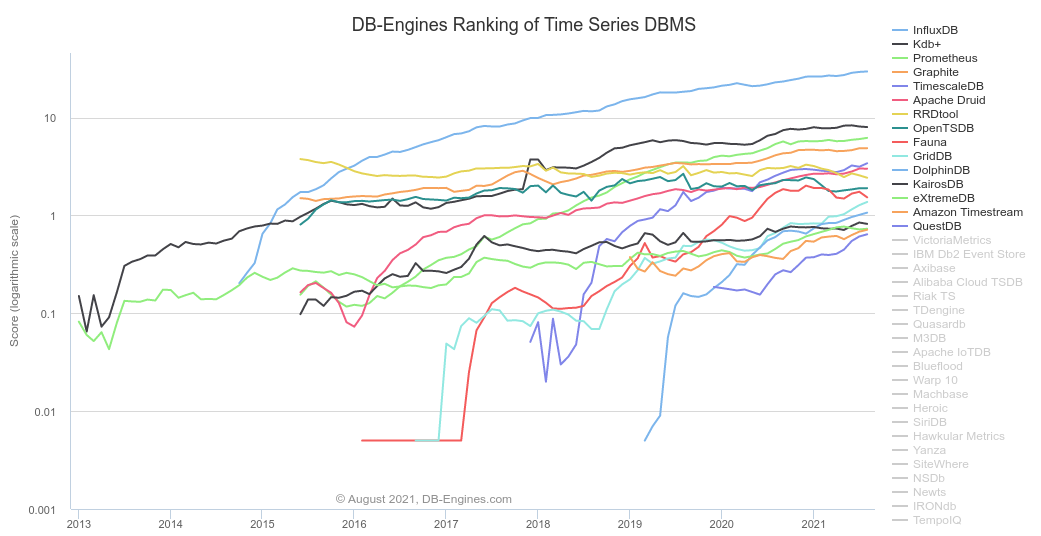 DB-Engines Ranking of Time Series DBMS
Score (logarithmic scale)
10
1
0.1
0.01
0.001
2013
2014
2015
2016
2017
2018
2019
2020
2021
© August 2021, DB-Engines.com
InfluxDB
Kdb+
Prometheus
Graphite
TimescaleDB
Apache Druid
RRDtool
OpenTSDB
Fauna
GridDB
DolphinDB
KairosDB
eXtremeDB
Amazon Timestream
QuestDB
VictoriaMetrics
IBM Db2 Event Store
Axibase
Alibaba Cloud TSDB
Riak TS
TDengine
Quasardb
M3DB
Apache IoTDB
Blueflood
Warp 10
Machbase
Heroic
SiriDB
Hawkular Metrics
Yanza
SiteWhere
NSDb
Newts
IRONdb
TempoIQ